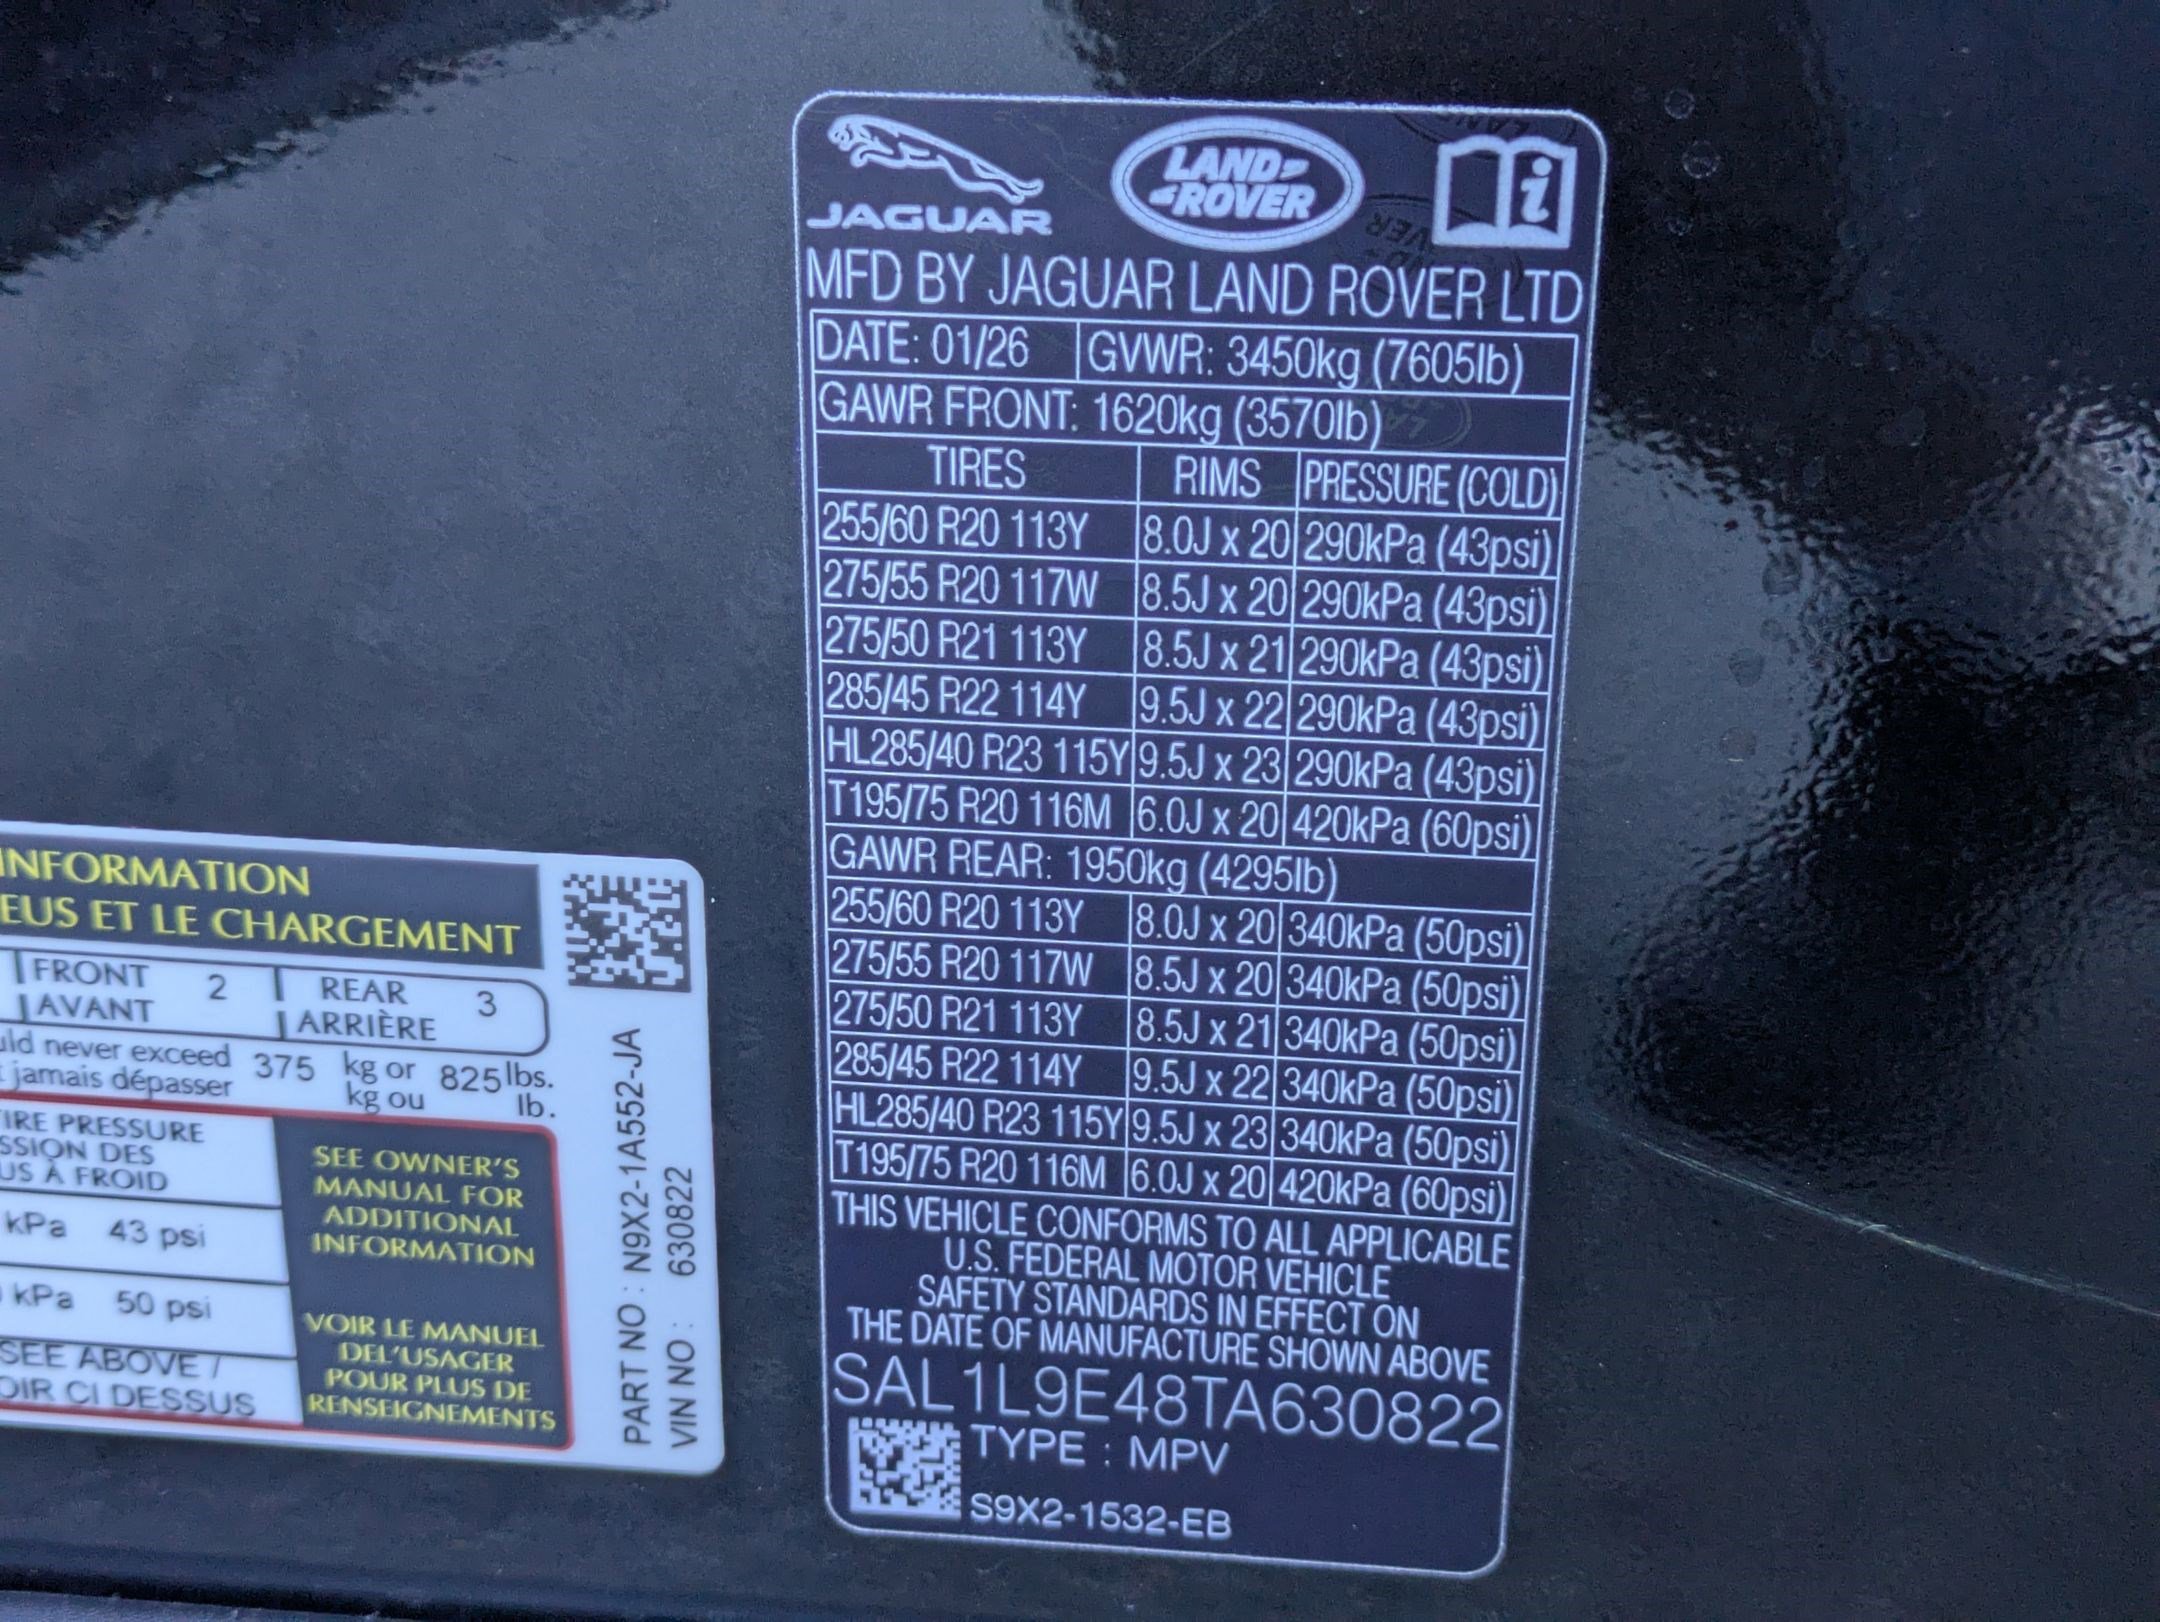 JAGUAR
LAND ROVER
MFD BY JAGUAR LAND ROVER LTD
DATE: 01/26 GVWR: 3450kg (7605lb)
GAWR FRONT: 1620kg (3570lb)
TIRES RIMS PRESSURE (COLD)
255/60 R20 113Y 8.0J x 20 290kPa (43psi)
275/55 R20 117W 8.5J x 20 290kPa (43psi)
275/50 R21 113Y 8.5J x 21 290kPa (43psi)
285/45 R22 114Y 9.5J x 22 290kPa (43psi)
HL285/40 R23 115Y 9.5J x 23 290kPa (43psi)
T195/75 R20 116M 6.0J x 20 420kPa (60psi)
GAWR REAR: 1950kg (4295lb)
255/60 R20 113Y 8.0J x 20 340kPa (50psi)
275/55 R20 117W 8.5J x 20 340kPa (50psi)
275/50 R21 113Y 8.5J x 21 340kPa (50psi)
285/45 R22 114Y 9.5J x 22 340kPa (50psi)
HL285/40 R23 115Y 9.5J x 23 340kPa (50psi)
T195/75 R20 116M 6.0J x 20 420kPa (60psi)
THIS VEHICLE CONFORMS TO ALL APPLICABLE
U.S. FEDERAL MOTOR VEHICLE
SAFETY STANDARDS IN EFFECT ON
THE DATE OF MANUFACTURE SHOWN ABOVE
SAL1L9E48TA630822
TYPE : MPV
S9X2-1532-EB
INFORMATION
EUS ET LE CHARGEMENT
FRONT 2 REAR 3
AVANT ARRIÈRE
uld never exceed 375 kg or 825 lbs.
jamais dépasser kg ou lb.
IRE PRESSURE
SSION DES
US À FROID
kPa 43 psi
kPa 50 psi
SEE ABOVE /
OIR CI DESSUS
SEE OWNER'S
MANUAL FOR
ADDITIONAL
INFORMATION
VOIR LE MANUEL
DEL'USAGER
POUR PLUS DE
RENSEIGNEMENTS
PART NO : N9X2-1A552-JA
VIN NO : 630822